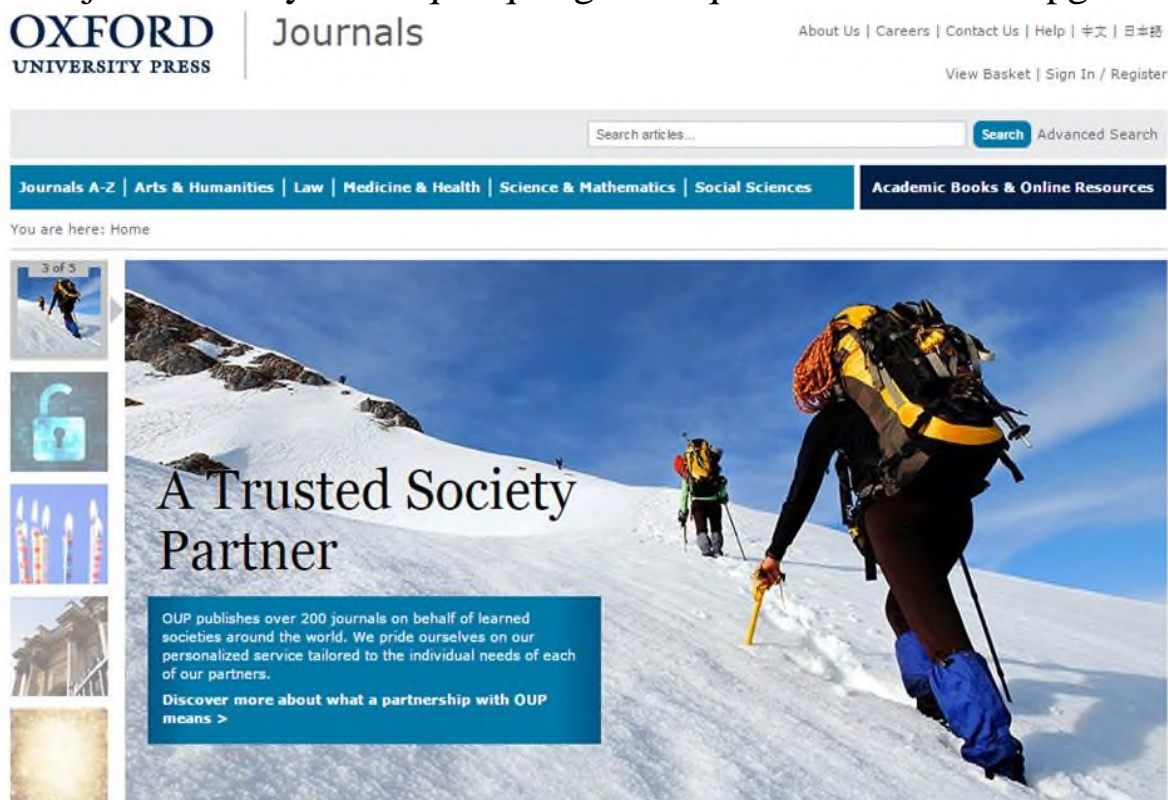 OXFORD
UNIVERSITY PRESS
Journals
About Us | Careers | Contact Us | Help | 中文 | 日本語
View Basket | Sign In / Register
Search articles...
Search
Advanced Search
Journals A-Z | Arts & Humanities | Law | Medicine & Health | Science & Mathematics | Social Sciences
Academic Books & Online Resources
You are here: Home
3 of 5
A Trusted Society
Partner
OUP publishes over 200 journals on behalf of learned
societies around the world. We pride ourselves on our
personalized service tailored to the individual needs of each
of our partners.
Discover more about what a partnership with OUP
means >